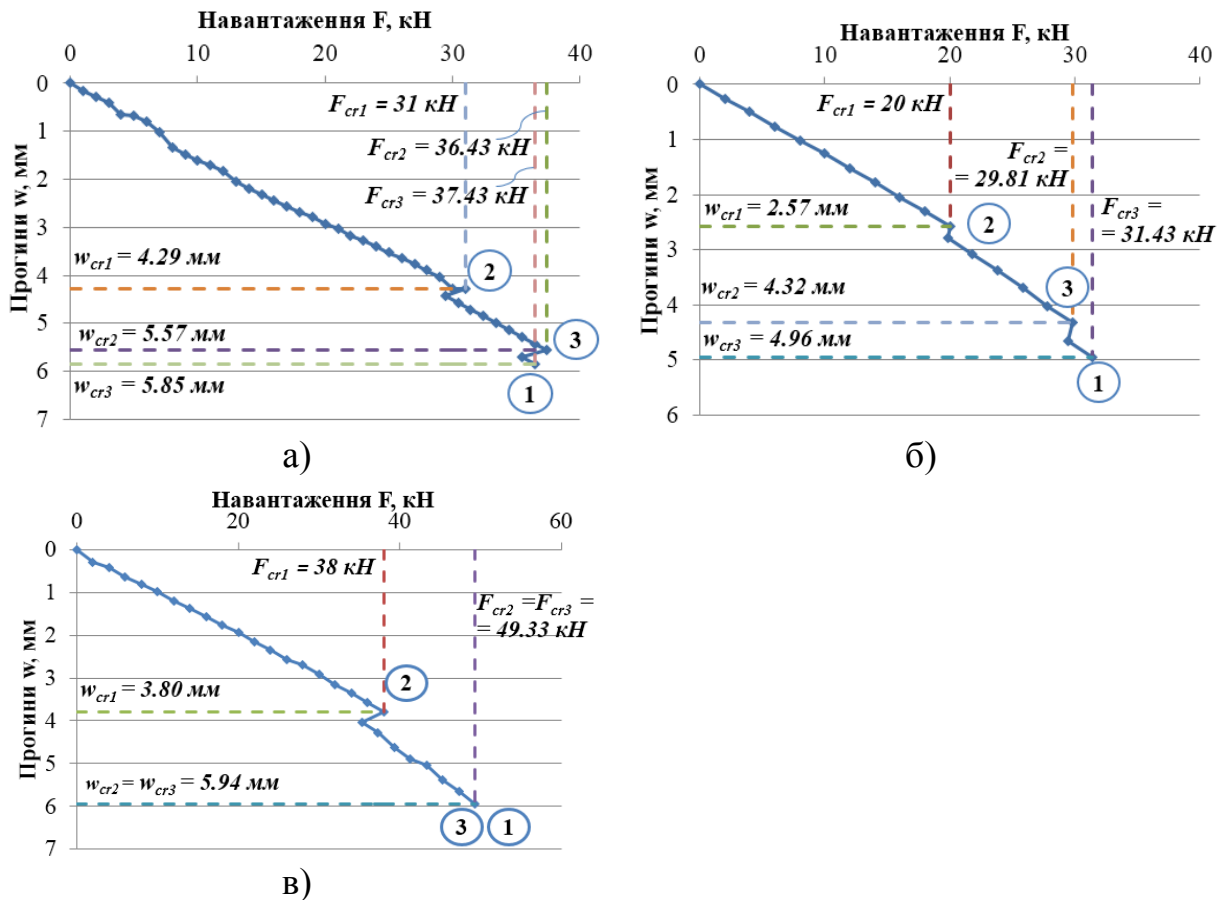 Навантаження F, кН
0 10 20 30 40
0
1
2
3
4
5
6
7
Прогини w, мм
F_cr1 = 31 кН
F_cr2 = 36.43 кН
F_cr3 = 37.43 кН
w_cr1 = 4.29 мм
w_cr2 = 5.57 мм
w_cr3 = 5.85 мм
2
3
1
а)
Навантаження F, кН
0 10 20 30 40
0
1
2
3
4
5
6
Прогини w, мм
F_cr1 = 20 кН
F_cr2 =
= 29.81 кН
F_cr3 =
= 31.43 кН
w_cr1 = 2.57 мм
w_cr2 = 4.32 мм
w_cr3 = 4.96 мм
2
3
1
б)
Навантаження F, кН
0 20 40 60
0
1
2
3
4
5
6
7
Прогини w, мм
F_cr1 = 38 кН
F_cr2 =F_cr3 =
= 49.33 кН
w_cr1 = 3.80 мм
w_cr2 = w_cr3 = 5.94 мм
2
3 1
в)